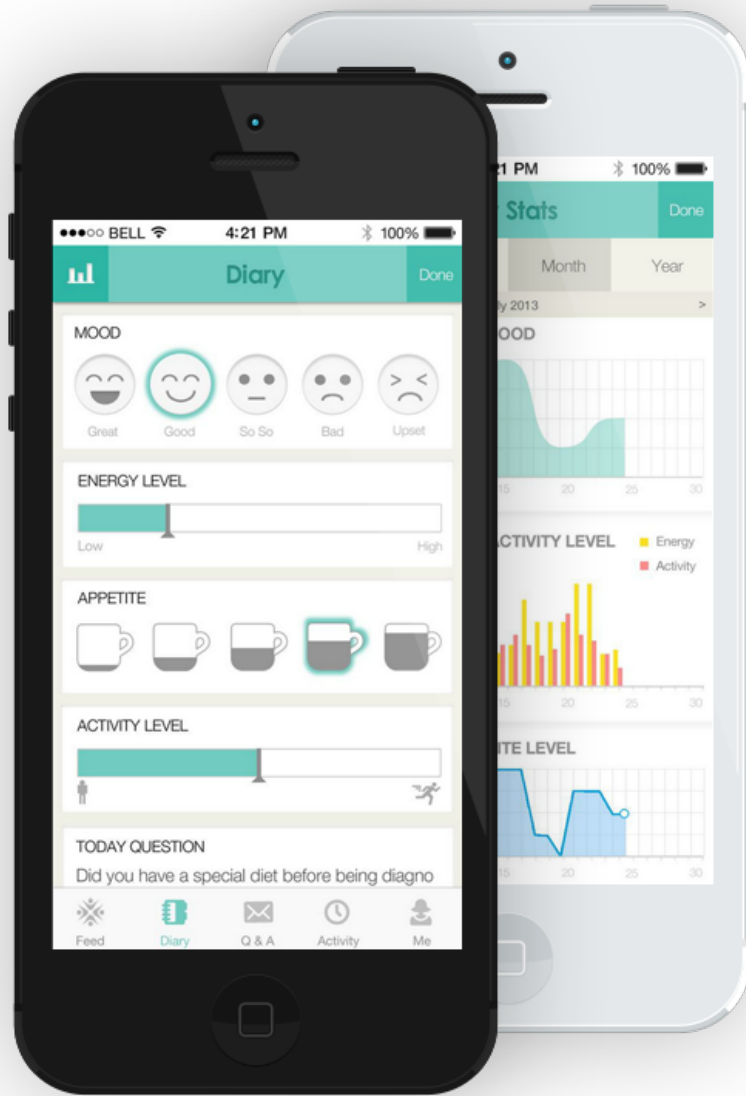 ●●●○○ BELL 4:21 PM 100%
Diary
Done
MOOD
Great Good So So Bad Upset
ENERGY LEVEL
Low High
APPETITE
ACTIVITY LEVEL
TODAY QUESTION
Did you have a special diet before being diagno
Feed Diary Q & A Activity Me
21 PM 100%
Stats
Done
Month Year
y 2013 >
OOD
15 20 25 30
CTIVITY LEVEL
Energy
Activity
15 20 25 30
ITE LEVEL
15 20 25 30